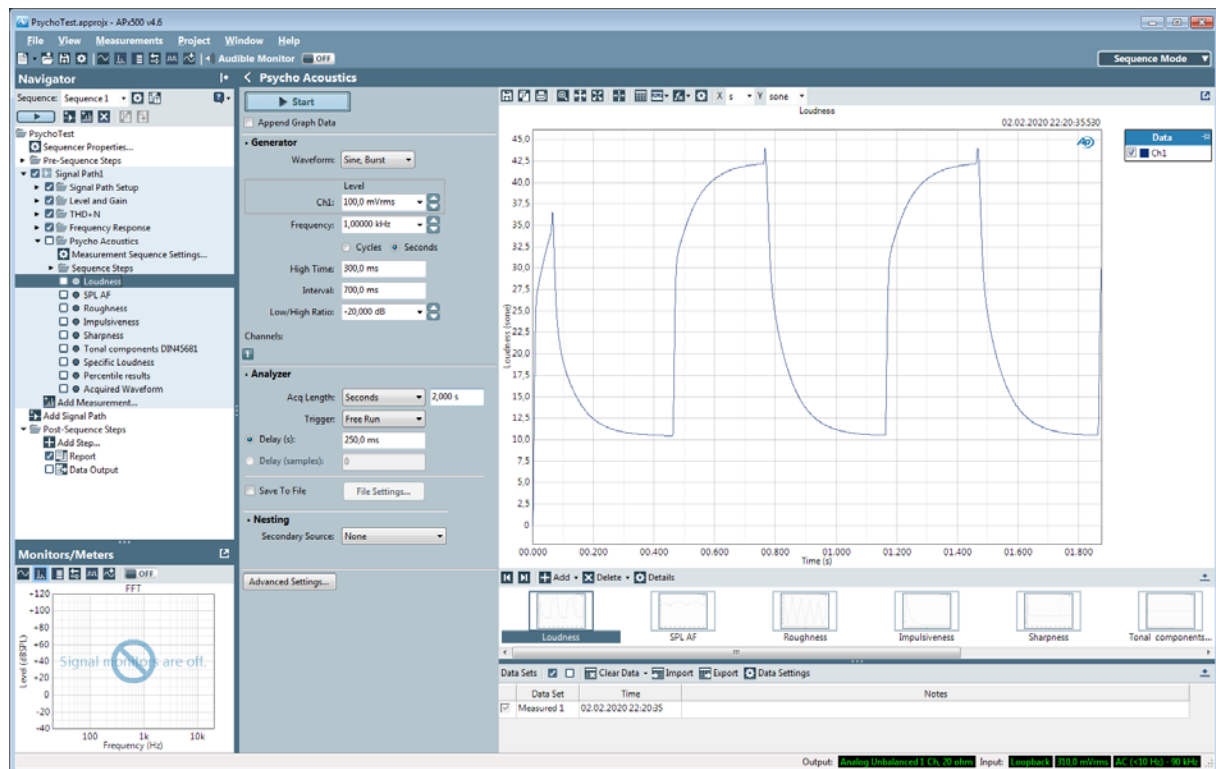 PsychoTest.approjx - APx500 v4.6
File View Measurements Project Window Help
Audible Monitor OFF
Sequence Mode
Navigator
Sequence: Sequence 1
PsychoTest
Sequencer Properties...
Pre-Sequence Steps
Signal Path1
Signal Path Setup
Level and Gain
THD+N
Frequency Response
Psycho Acoustics
Measurement Sequence Settings...
Sequence Steps
Loudness
SPL AF
Roughness
Impulsiveness
Sharpness
Tonal components DIN45681
Specific Loudness
Percentile results
Acquired Waveform
Add Measurement...
Add Signal Path
Post-Sequence Steps
Add Step...
Report
Data Output
Monitors/Meters
OFF
FFT
+120
+100
+80
+60
+40
+20
0
-20
-40
Level (dBSPL)
Signal monitors are off.
100 1k 10k
Frequency (Hz)
Psycho Acoustics
Start
Append Graph Data
Generator
Waveform: Sine, Burst
Level
Ch1: 100,0 mVrms
Frequency: 1,00000 kHz
Cycles Seconds
High Time: 300,0 ms
Interval: 700,0 ms
Low/High Ratio: -20,000 dB
Channels:
1
Analyzer
Acq Length: Seconds 2,000 s
Trigger: Free Run
Delay (s): 250,0 ms
Delay (samples): 0
Save To File File Settings...
Nesting
Secondary Source: None
Advanced Settings...
X s Y sone
Loudness
02.02.2020 22:20:35.530
45,0
42,5
40,0
37,5
35,0
32,5
30,0
27,5
25,0
22,5
20,0
17,5
15,0
12,5
10,0
7,5
5,0
2,5
0
Loudness (sone)
00.000 00.200 00.400 00.600 00.800 01.000 01.200 01.400 01.600 01.800
Time (s)
AP
Data
Ch1
Add Delete Details
Loudness SPL AF Roughness Impulsiveness Sharpness Tonal components...
Data Sets Clear Data Import Export Data Settings
Data Set Time Notes
Measured 1 02.02.2020 22:20:35
Output: Analog Unbalanced 1 Ch, 20 ohm Input: Loopback 310,0 mVrms AC (<10 Hz) - 90 kHz